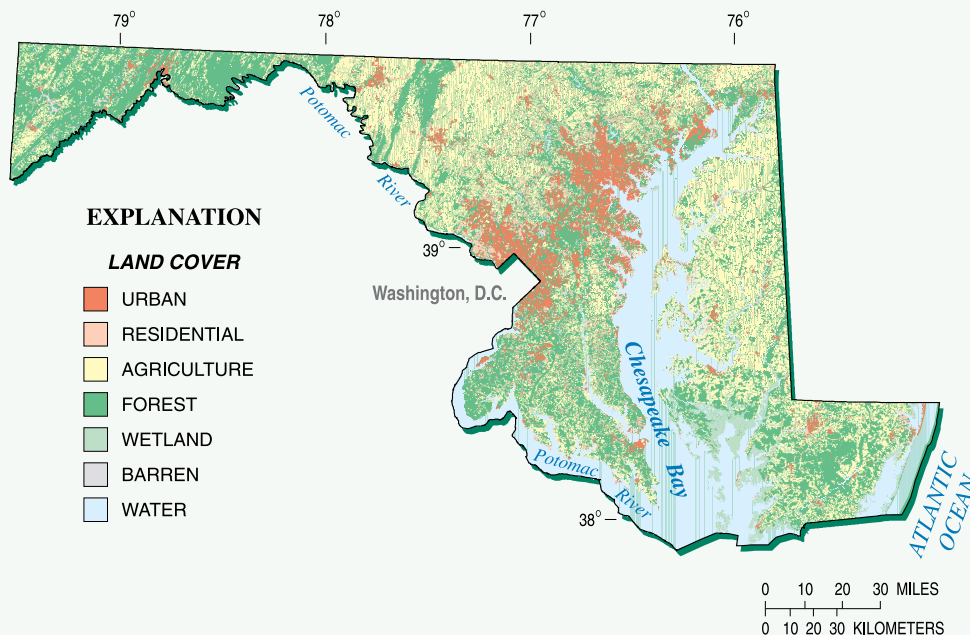 79° 78° 77° 76°
Potomac
River
EXPLANATION
39°
LAND COVER
Washington, D.C.
URBAN
RESIDENTIAL
AGRICULTURE
FOREST
WETLAND
BARREN
WATER
Chesapeake
Bay
Potomac
River
38°
ATLANTIC
OCEAN
0 10 20 30 MILES
0 10 20 30 KILOMETERS